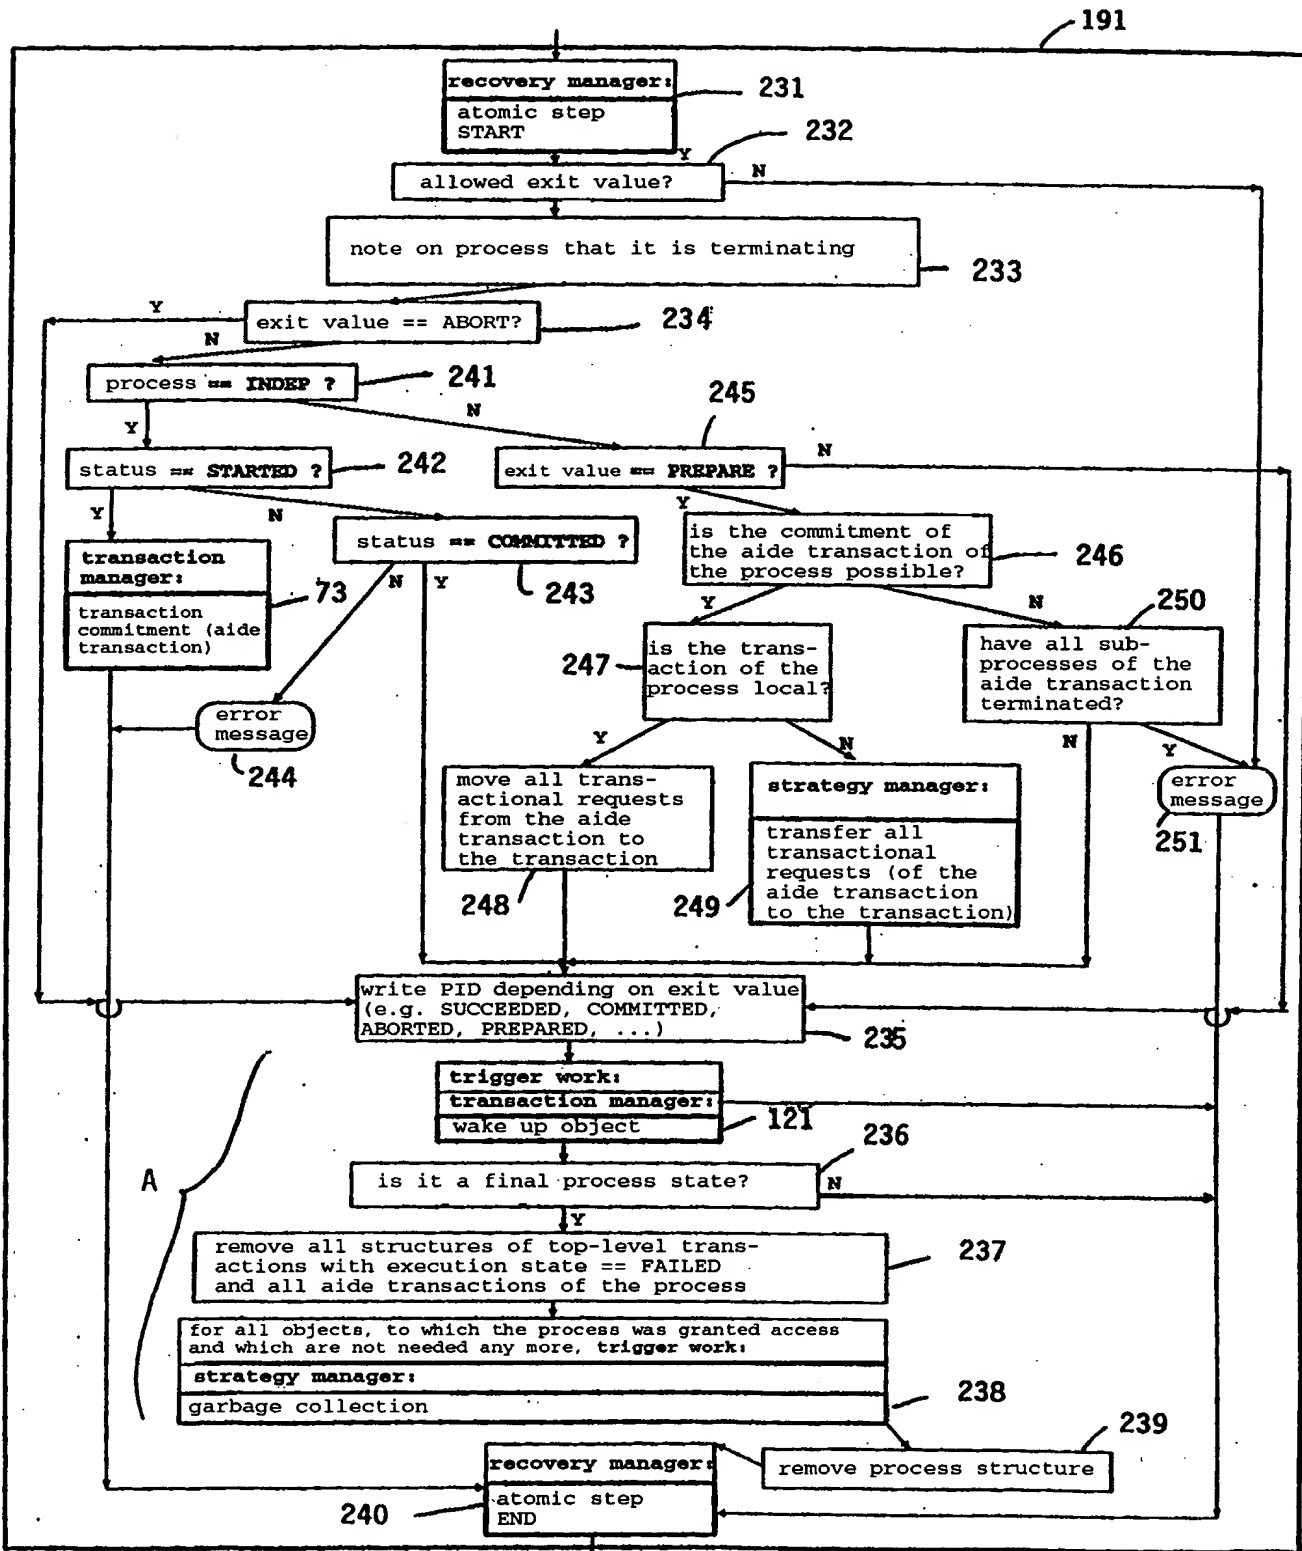 191
recovery manager:
231
atomic step
START
232
Y
allowed exit value?
N
note on process that it is terminating
233
Y
exit value == ABORT?
234
N
process == INDEP ?
241
245
N
Y
status == STARTED ?
242
exit value == PREPARE ?
N
Y
N
Y
status == COMMITTED ?
is the commitment of
the aide transaction of
the process possible?
246
transaction
manager:
73
N
Y
243
Y
N
250
transaction
commitment (aide
transaction)
247
is the trans-
action of the
process local?
have all sub-
processes of the
aide transaction
terminated?
error
message
244
Y
N
N
Y
move all trans-
actional requests
from the aide
transaction to
the transaction
248
strategy manager:
transfer all
transactional
requests (of the
aide transaction
to the transaction)
249
error
message
251
write PID depending on exit value
(e.g. SUCCEEDED, COMMITTED,
ABORTED, PREPARED, ...)
235
trigger work:
transaction manager:
wake up object
121
236
A
is it a final process state?
N
Y
remove all structures of top-level trans-
actions with execution state == FAILED
and all aide transactions of the process
237
for all objects, to which the process was granted access
and which are not needed any more, trigger work:
strategy manager:
garbage collection
238
239
recovery manager:
remove process structure
atomic step
END
240